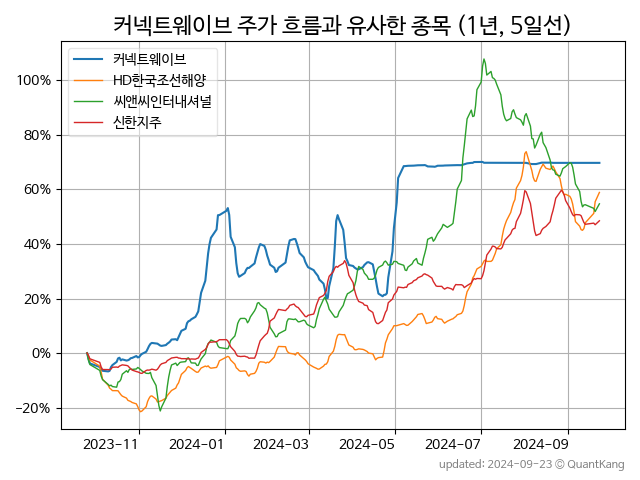 커넥트웨이브 주가 흐름과 유사한 종목 (1년, 5일선)
커넥트웨이브
HD한국조선해양
씨앤씨인터내셔널
신한지주
100%
80%
60%
40%
20%
0%
−20%
2023-11
2024-01
2024-03
2024-05
2024-07
2024-09
updated: 2024-09-23 © QuantKang